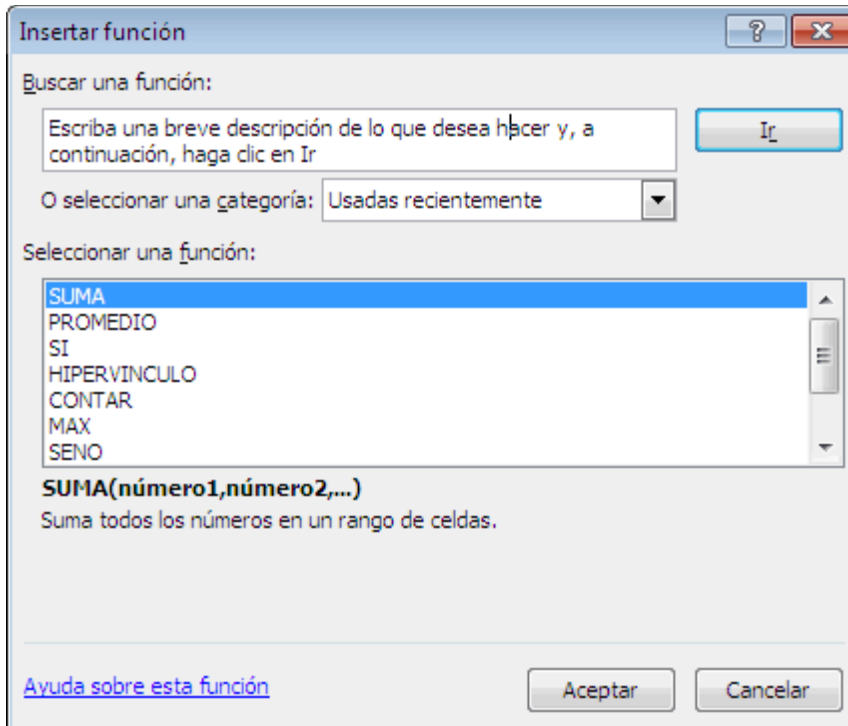 Insertar función
Buscar una función:
Escriba una breve descripción de lo que desea hacer y, a
continuación, haga clic en Ir
Ir
O seleccionar una categoría: Usadas recientemente
Seleccionar una función:
SUMA
PROMEDIO
SI
HIPERVINCULO
CONTAR
MAX
SENO
SUMA(número1,número2,...)
Suma todos los números en un rango de celdas.
Ayuda sobre esta función
Aceptar
Cancelar